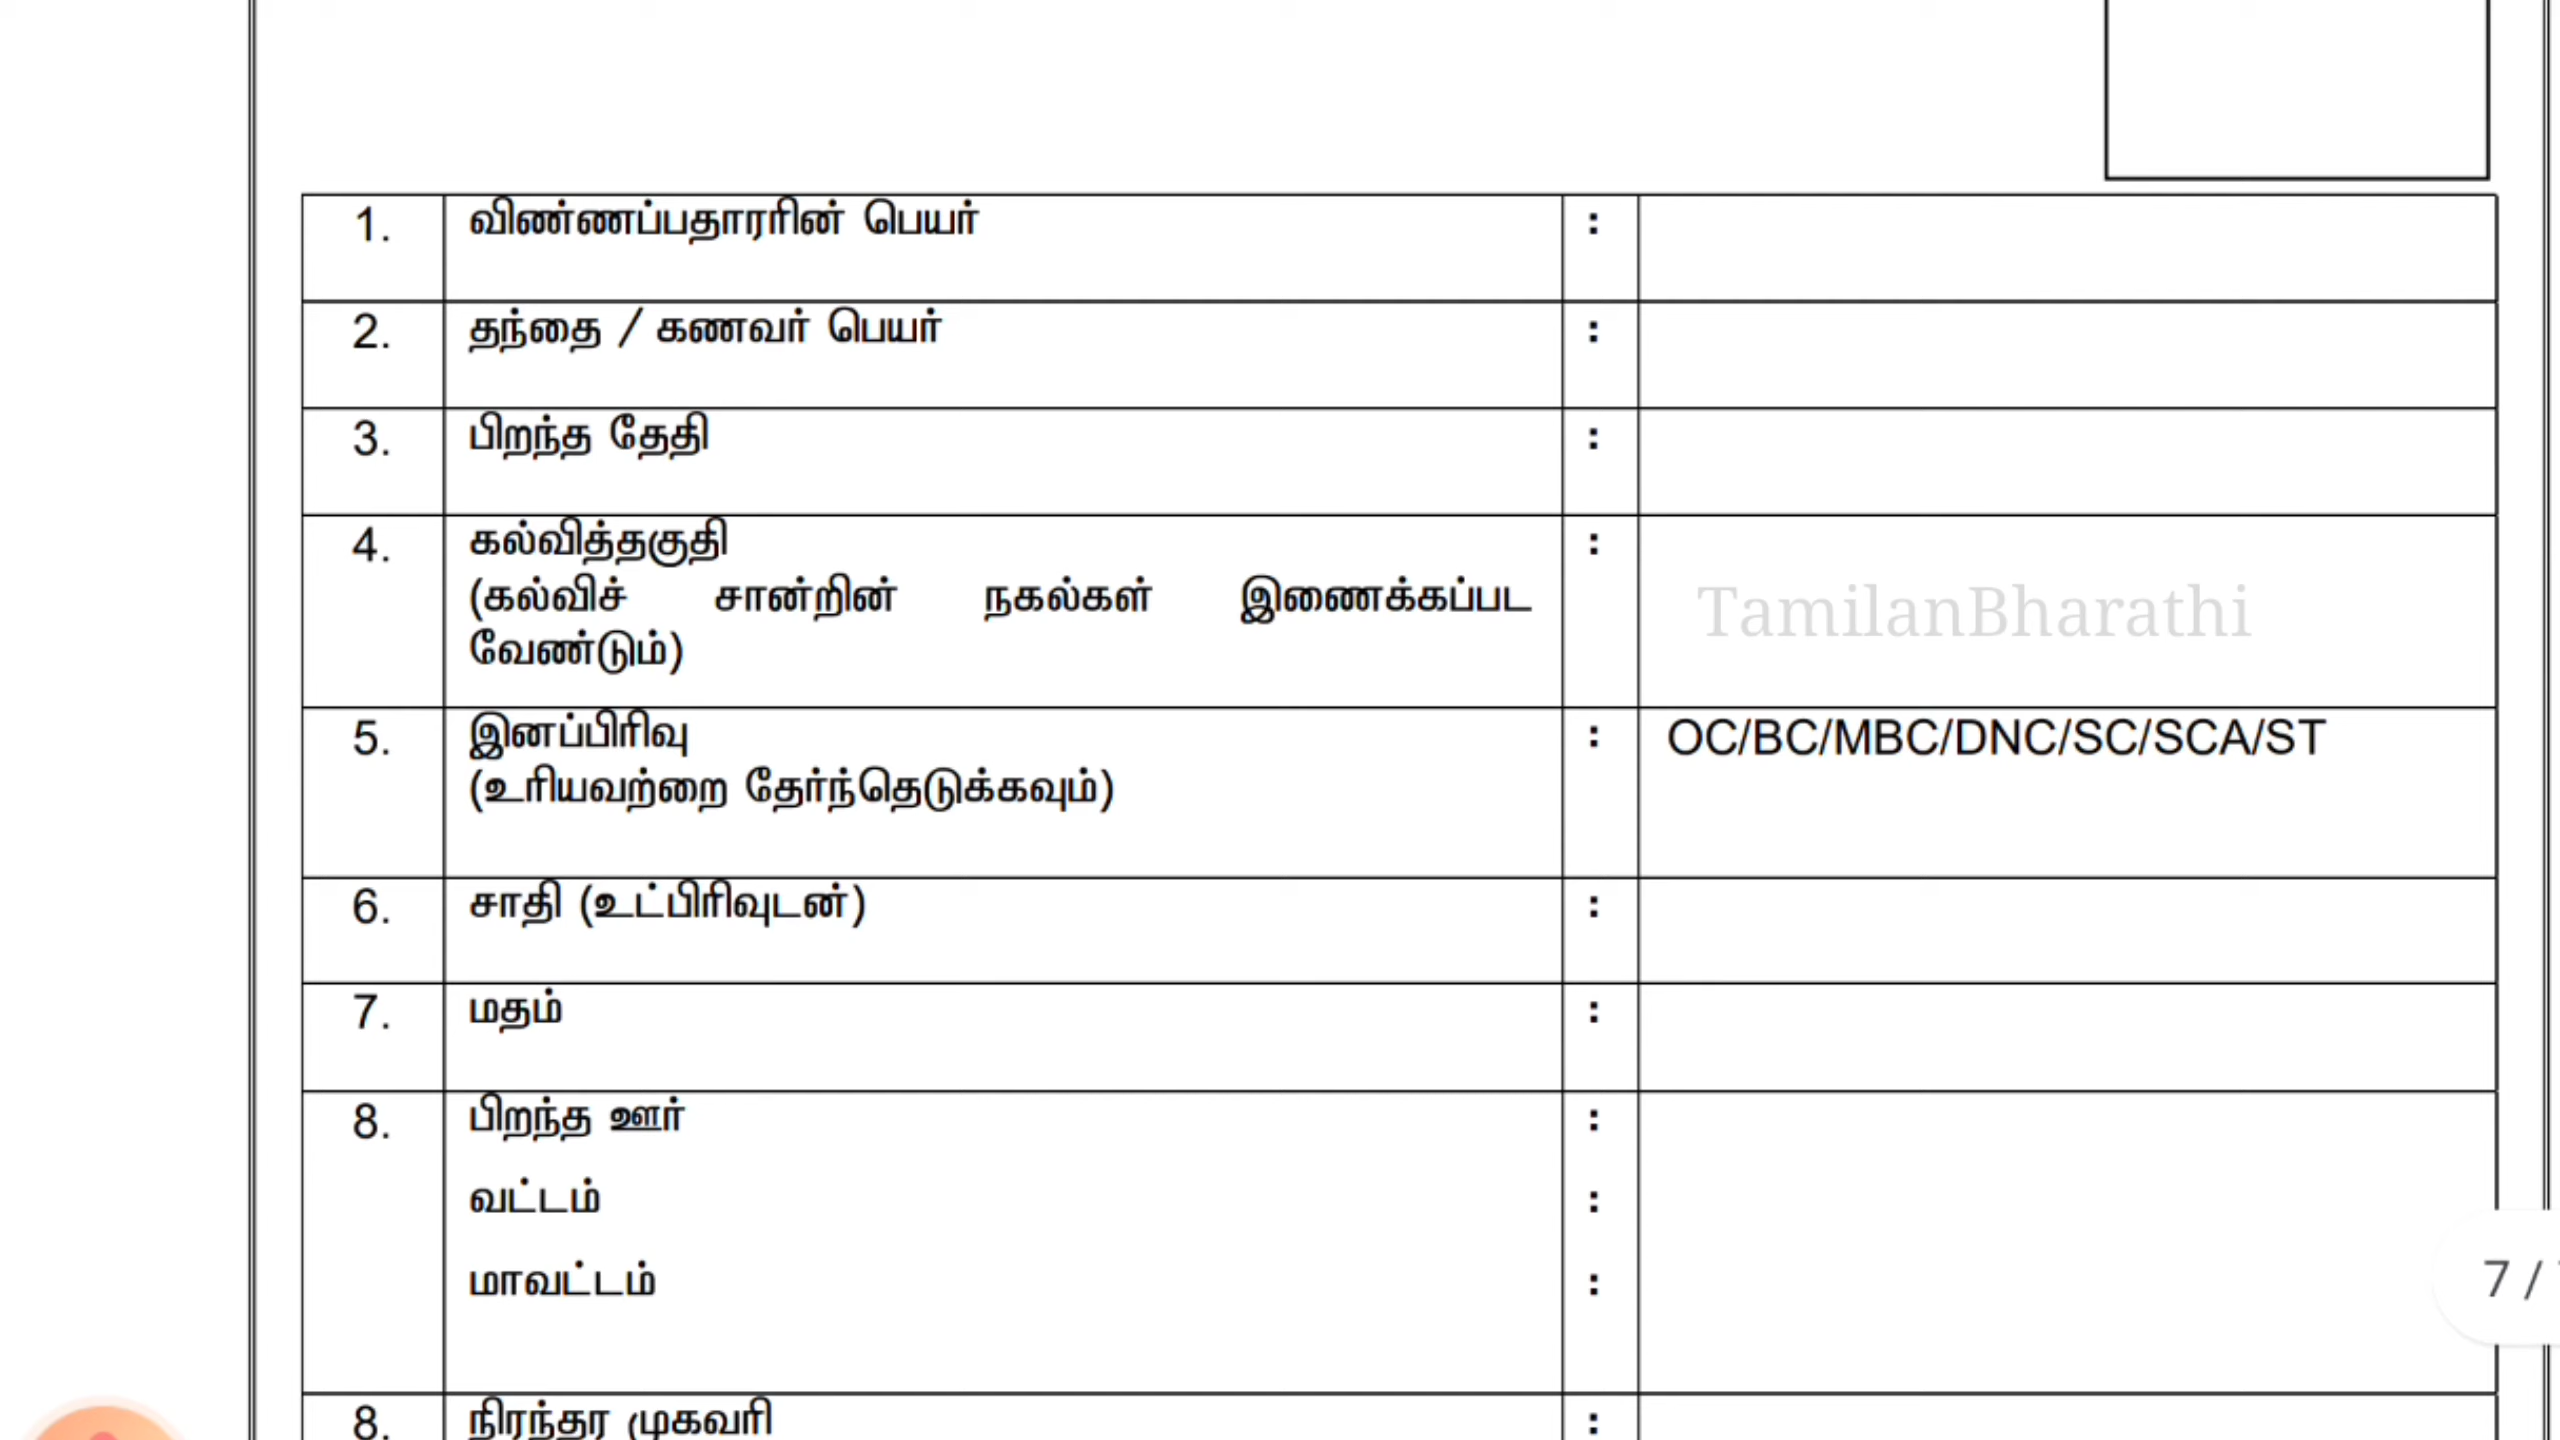 1. விண்ணப்பதாரரின் பெயர் :
2. தந்தை / கணவர் பெயர் :
3. பிறந்த தேதி :
4. கல்வித்தகுதி :
(கல்விச் சான்றின் நகல்கள் இணைக்கப்பட
வேண்டும்)
TamilanBharathi
5. இனப்பிரிவு : OC/BC/MBC/DNC/SC/SCA/ST
(உரியவற்றை தேர்ந்தெடுக்கவும்)
6. சாதி (உட்பிரிவுடன்) :
7. மதம் :
8. பிறந்த ஊர் :
வட்டம் :
மாவட்டம் :
7 /
8. நிரந்தர முகவரி :